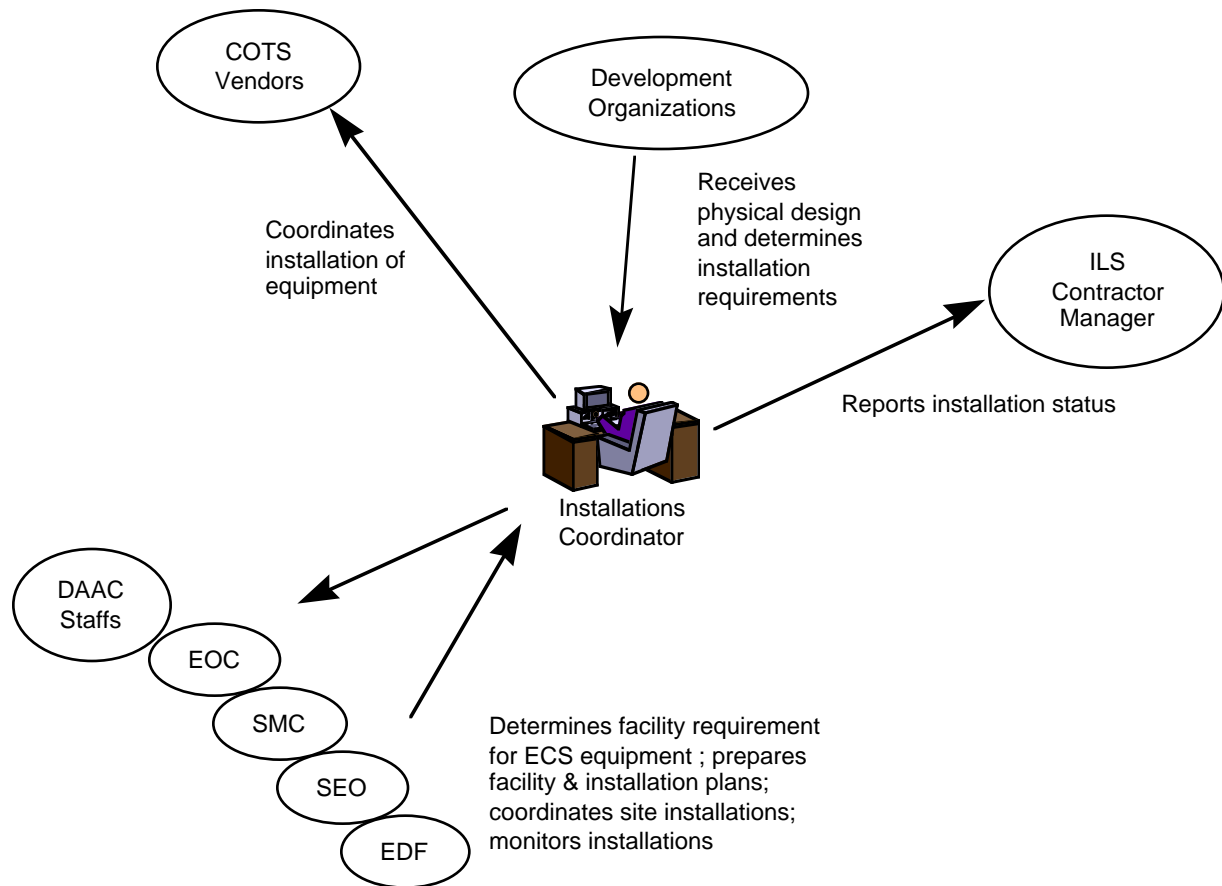 COTS
Vendors
Development
Organizations
Receives
physical design
and determines
installation
requirements
Coordinates
installation of
equipment
ILS
Contractor
Manager
Reports installation status
Installations
Coordinator
DAAC
Staffs
EOC
SMC
SEO
EDF
Determines facility requirement
for ECS equipment ; prepares
facility & installation plans;
coordinates site installations;
monitors installations